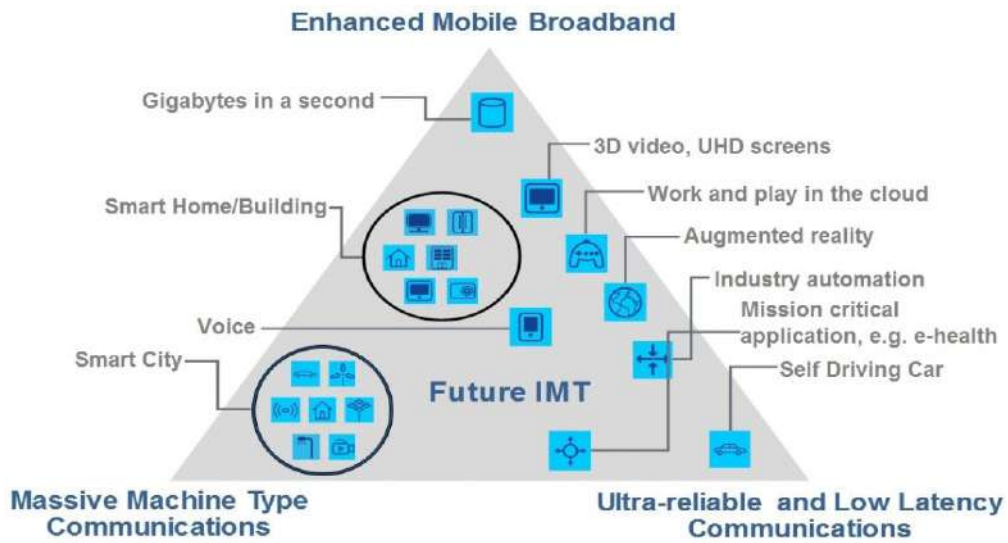 Enhanced Mobile Broadband
Gigabytes in a second
3D video, UHD screens
Work and play in the cloud
Smart Home/Building
Augmented reality
Industry automation
Mission critical
application, e.g. e-health
Voice
Smart City
Self Driving Car
Future IMT
Massive Machine Type
Communications
Ultra-reliable and Low Latency
Communications